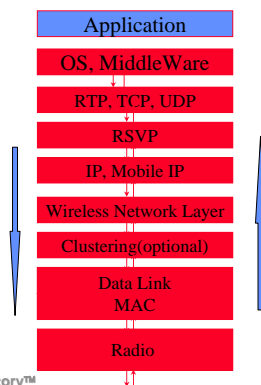 Application
OS, MiddleWare
RTP, TCP, UDP
RSVP
IP, Mobile IP
Wireless Network Layer
Clustering(optional)
Data Link
MAC
Radio